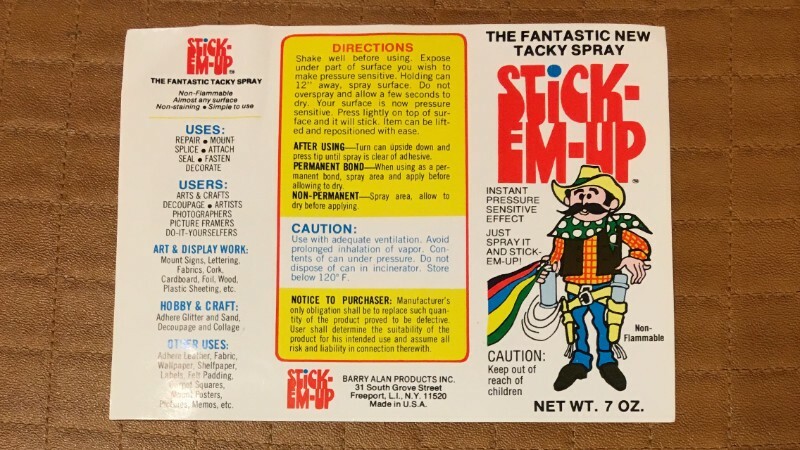 STiCK-
EM-UP™
THE FANTASTIC TACKY SPRAY
Non-Flammable
Almost any surface
Non-staining • Simple to use
USES:
REPAIR • MOUNT
SPLICE • ATTACH
SEAL • FASTEN
DECORATE
USERS:
ARTS & CRAFTS
DECOUPAGE • ARTISTS
PHOTOGRAPHERS
PICTURE FRAMERS
DO-IT-YOURSELFERS
ART & DISPLAY WORK:
Mount Signs, Lettering,
Fabrics, Cork,
Cardboard, Foil, Wood,
Plastic Sheeting, etc.
HOBBY & CRAFT:
Adhere Glitter and Sand,
Decoupage and Collage
OTHER USES:
Adhere Leather, Fabric,
Wallpaper, Shelfpaper,
Labels, Felt Padding,
Carpet Squares,
Mount Posters,
Pictures, Memos, etc.
DIRECTIONS
Shake well before using. Expose
under part of surface you wish to
make pressure sensitive. Holding can
12" away, spray surface. Do not
overspray and allow a few seconds to
dry. Your surface is now pressure
sensitive. Press lightly on top of sur-
face and it will stick. Item can be lift-
ed and repositioned with ease.
AFTER USING—Turn can upside down and
press tip until spray is clear of adhesive.
PERMANENT BOND—When using as a per-
manent bond, spray area and apply before
allowing to dry.
NON-PERMANENT—Spray area, allow to
dry before applying.
CAUTION:
Use with adequate ventilation. Avoid
prolonged inhalation of vapor. Con-
tents of can under pressure. Do not
dispose of can in incinerator. Store
below 120° F.
NOTICE TO PURCHASER: Manufacturer's
only obligation shall be to replace such quan-
tity of the product proved to be defective.
User shall determine the suitability of the
product for his intended use and assume all
risk and liability in connection therewith.
STiCK-
EM-UP
BARRY ALAN PRODUCTS INC.
31 South Grove Street
Freeport, L.I., N.Y. 11520
Made in U.S.A.
THE FANTASTIC NEW
TACKY SPRAY
STiCK-
EM-UP™
INSTANT
PRESSURE
SENSITIVE
EFFECT
JUST
SPRAY IT
AND STICK-
EM-UP!
Non-
Flammable
CAUTION:
Keep out of
reach of
children
NET WT. 7 OZ.